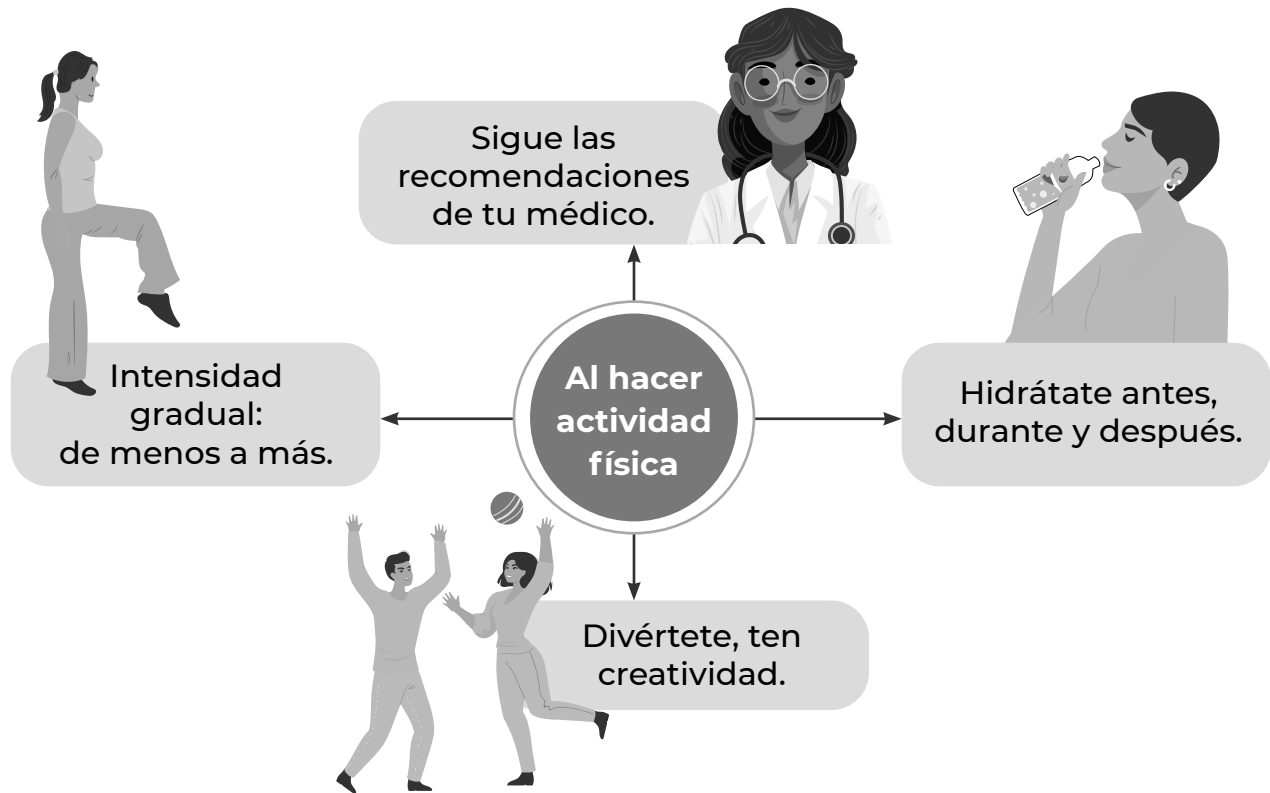 Sigue las
recomendaciones
de tu médico.
Intensidad
gradual:
de menos a más.
Al hacer
actividad
física
Hidrátate antes,
durante y después.
Divértete, ten
creatividad.